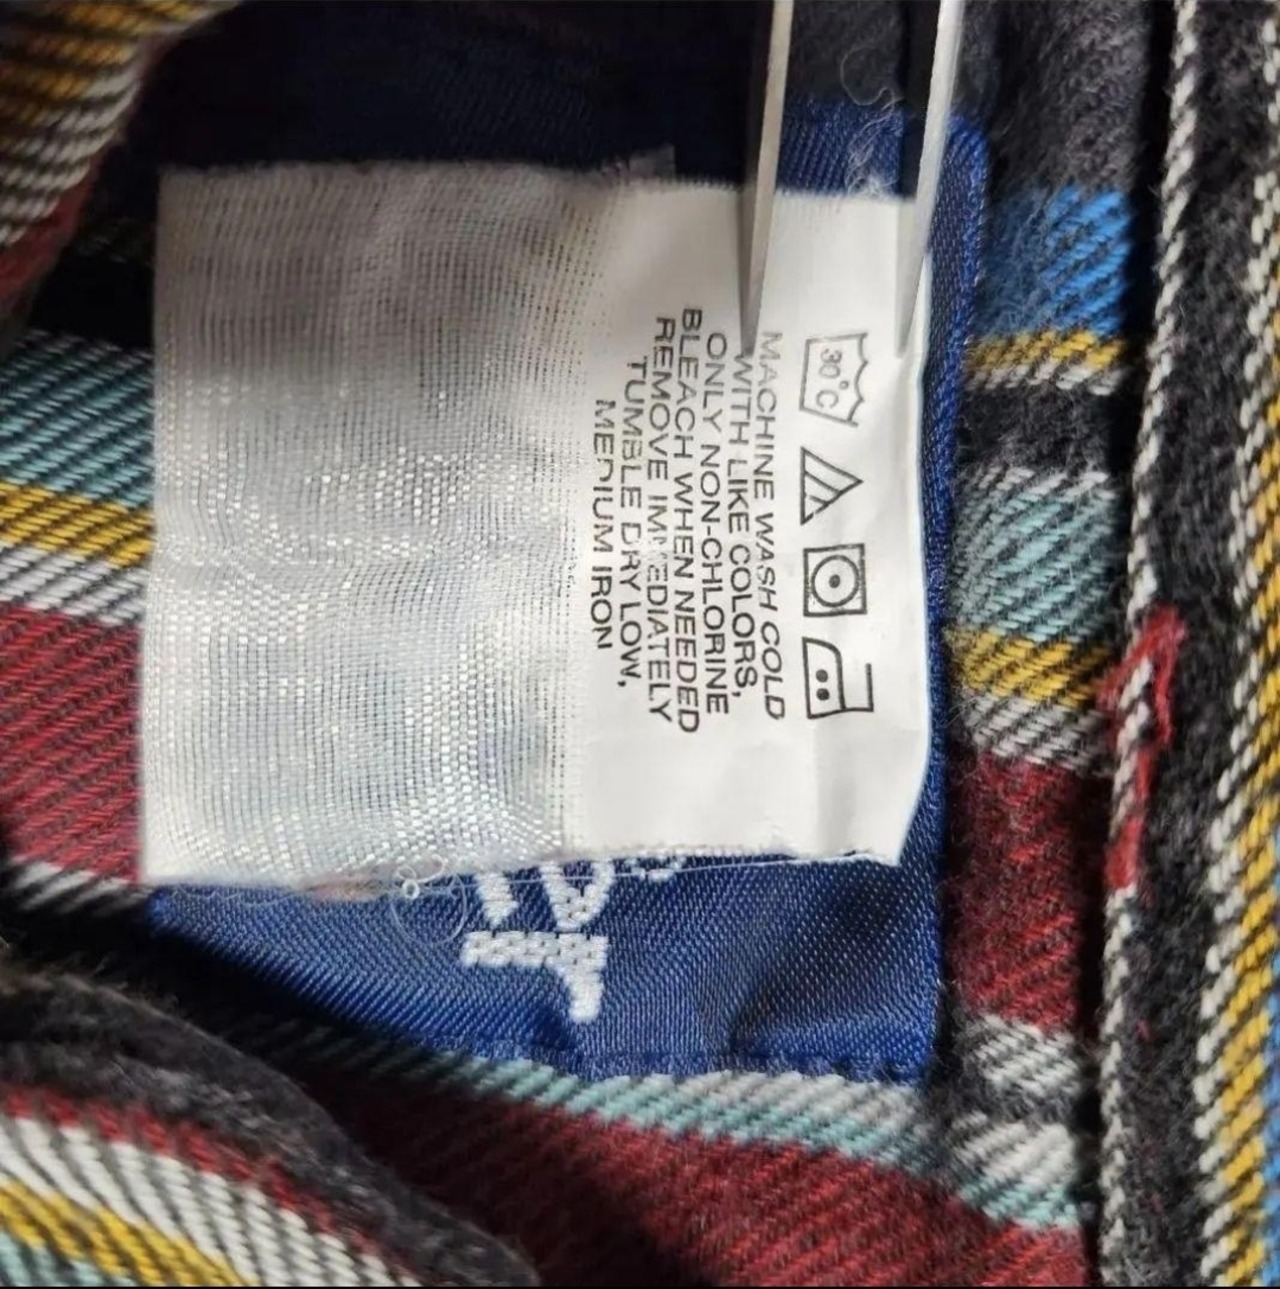 30°C
MACHINE WASH COLD
WITH LIKE COLORS,
ONLY NON-CHLORINE
BLEACH WHEN NEEDED
REMOVE IMMEDIATELY
TUMBLE DRY LOW,
MEDIUM IRON